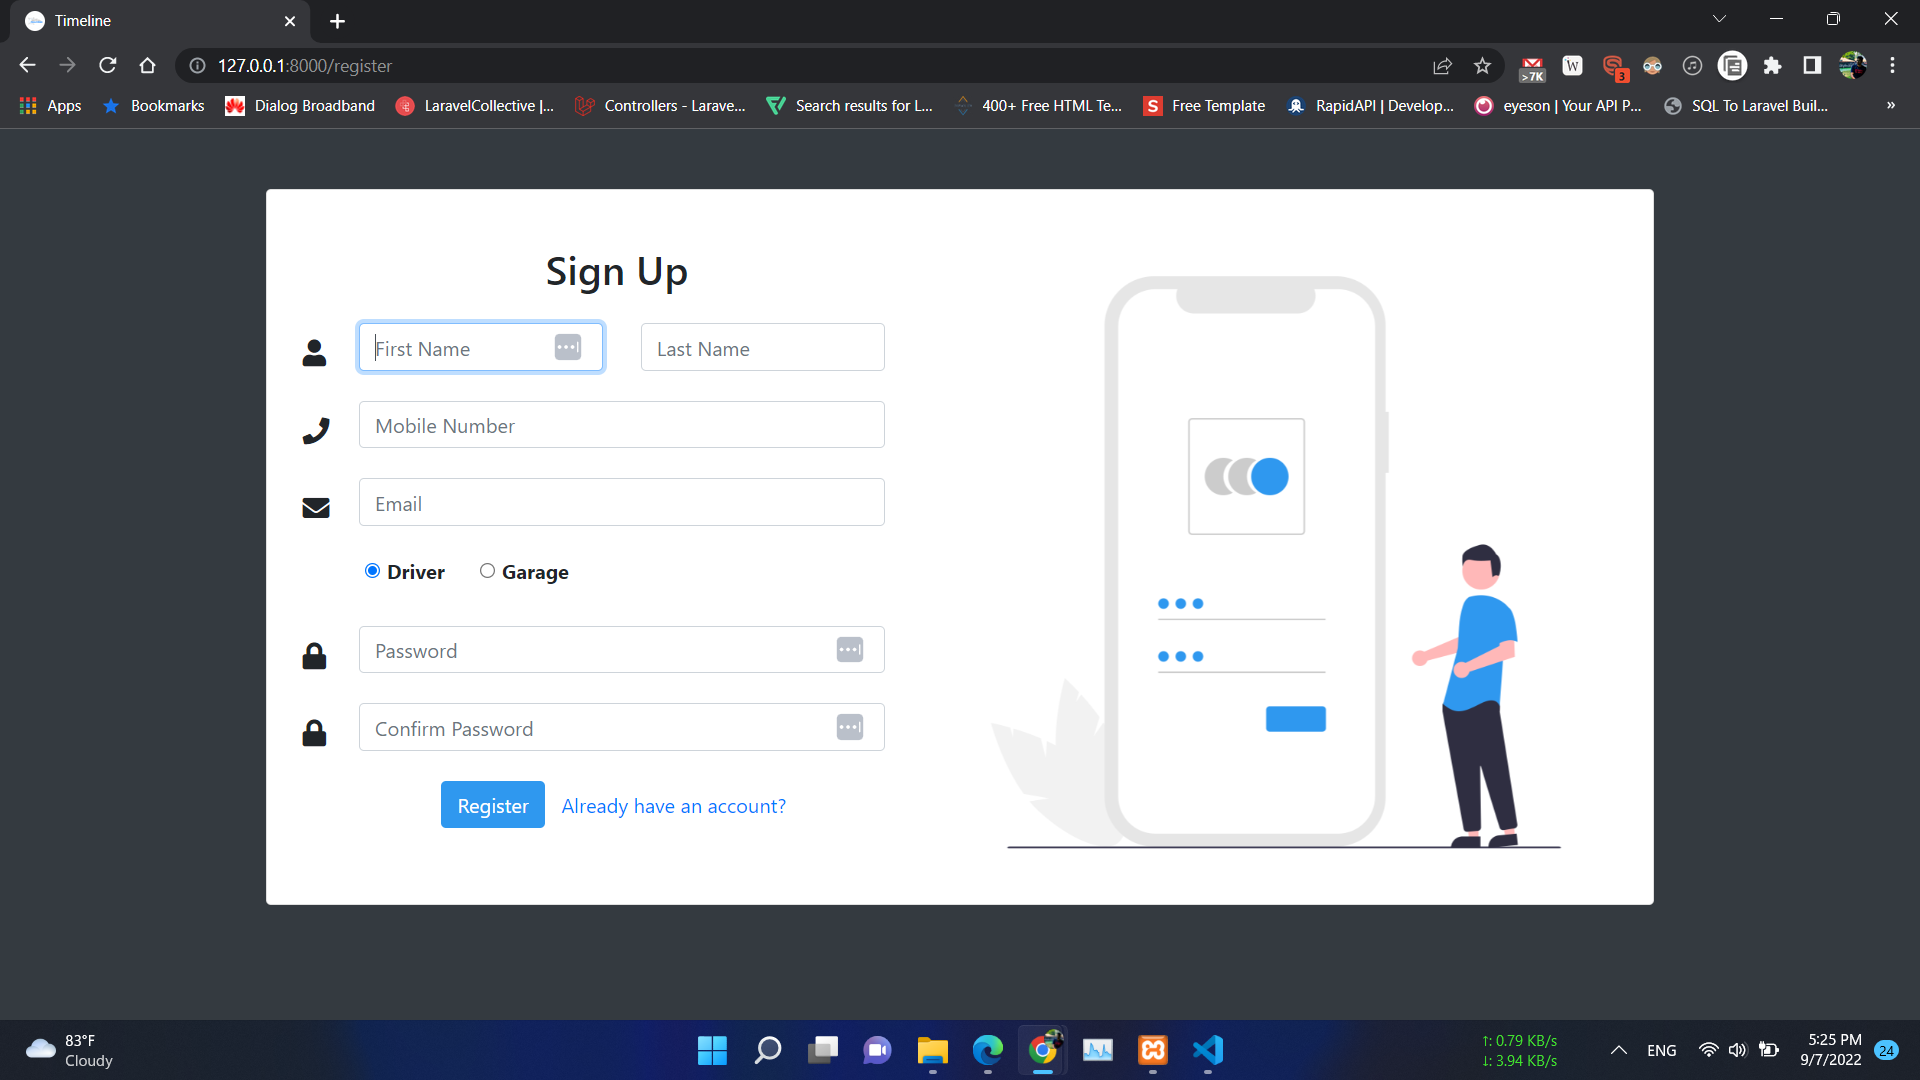 Timeline
127.0.0.1:8000/register
>7K
W
3
Apps
Bookmarks
Dialog Broadband
LaravelCollective |...
Controllers - Larave...
Search results for L...
400+ Free HTML Te...
S Free Template
RapidAPI | Develop...
eyeson | Your API P...
SQL To Laravel Buil...
»
Sign Up
First Name
Last Name
Mobile Number
Email
Driver
Garage
Password
Confirm Password
Register
Already have an account?
83°F
Cloudy
↑: 0.79 KB/s
↓: 3.94 KB/s
ENG
5:25 PM
9/7/2022
24